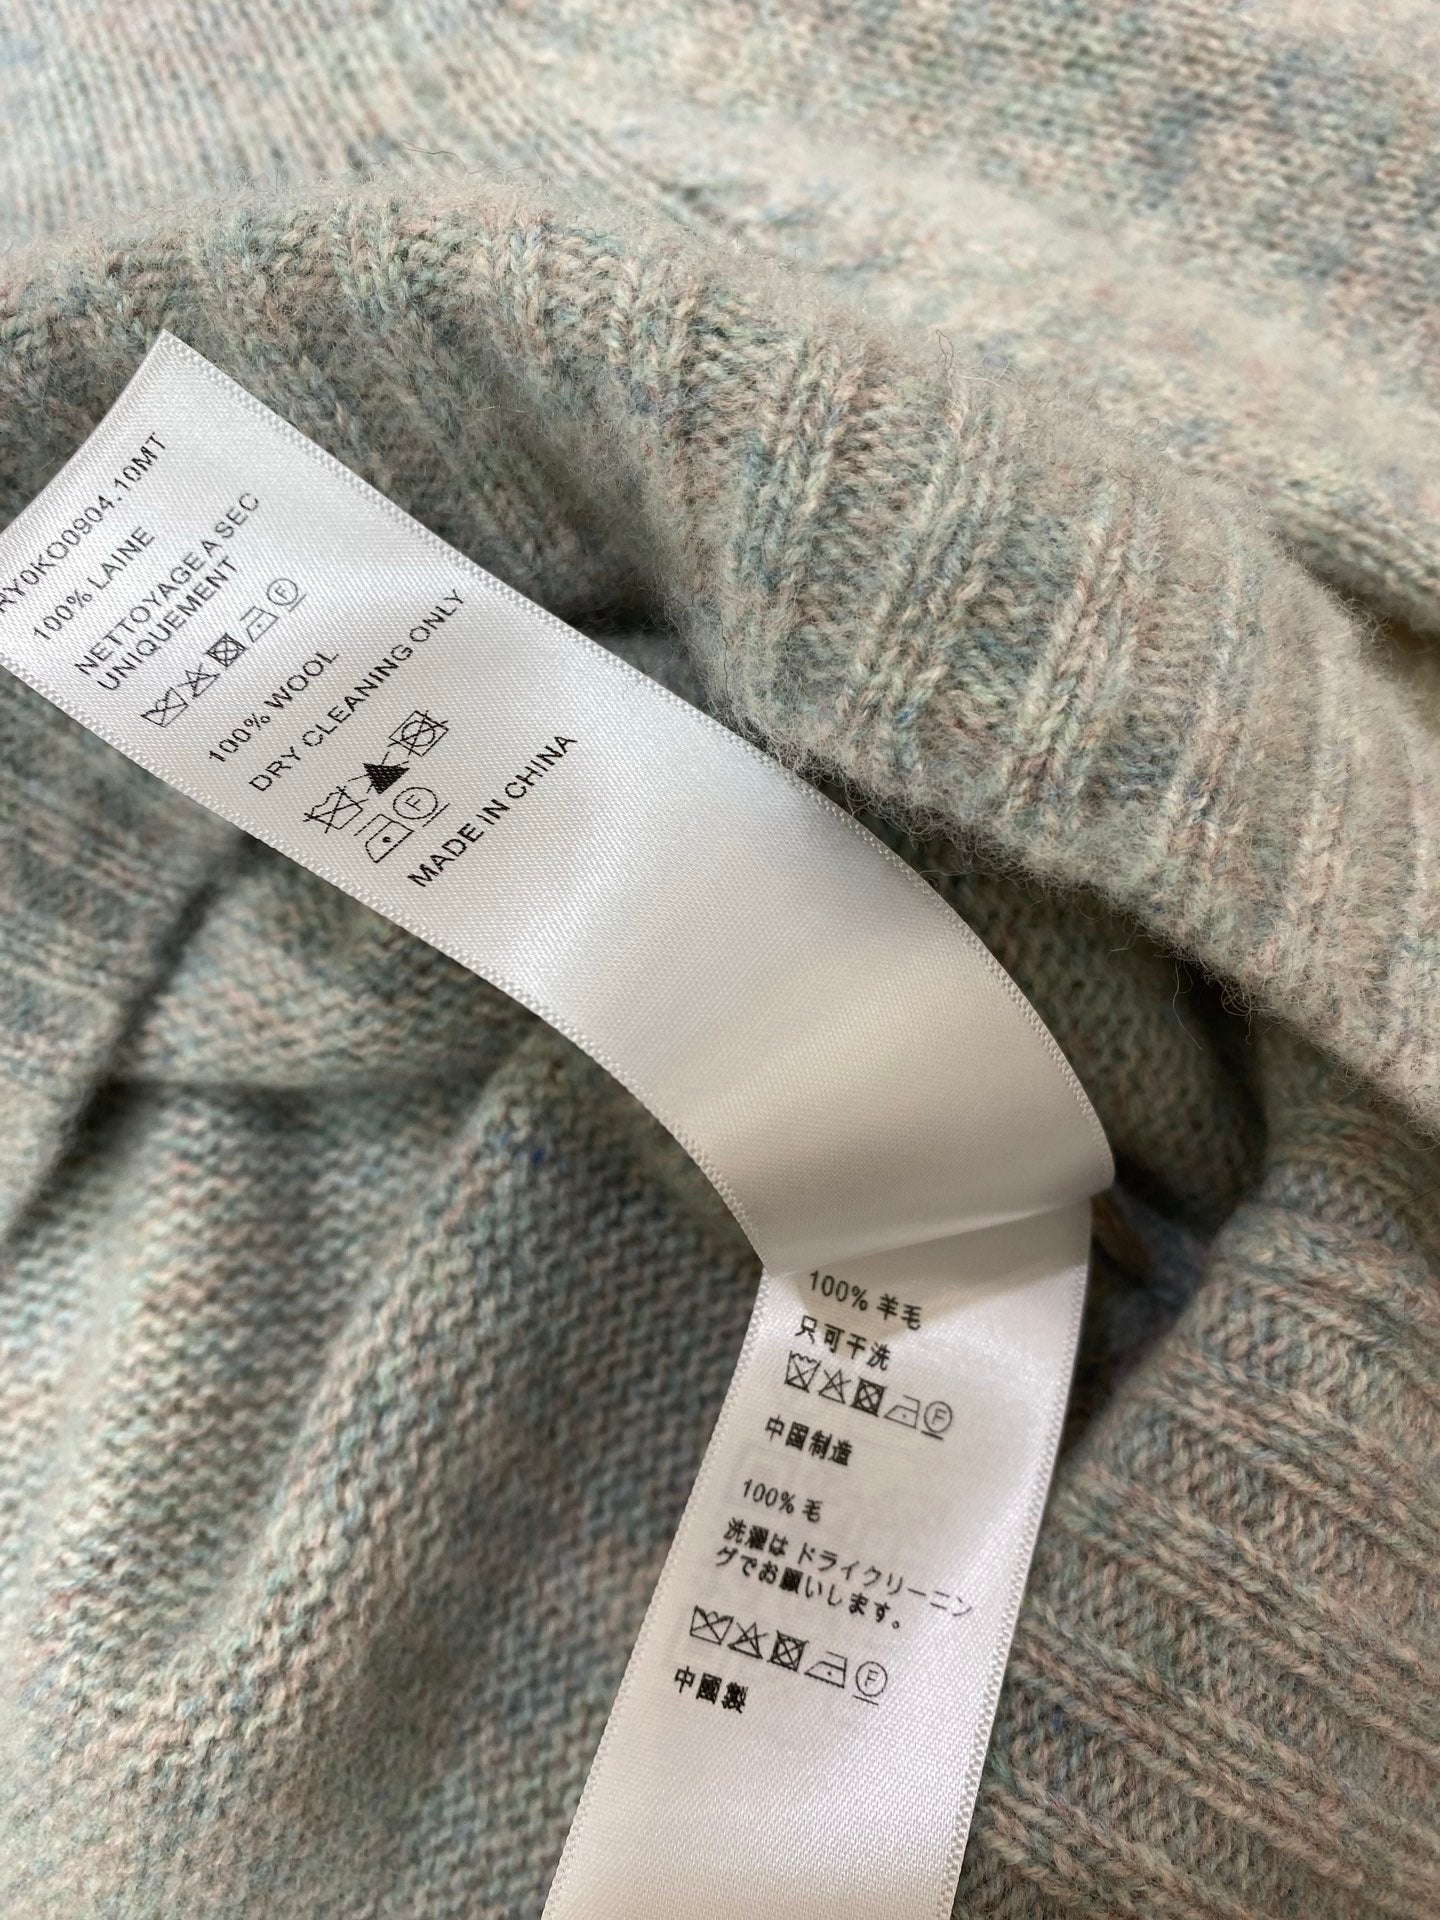 RY0KO0904.10MT
100% LAINE
NETTOYAGE A SEC
UNIQUEMENT
F
100% WOOL
DRY CLEANING ONLY
F
MADE IN CHINA
100% 羊毛
只可干洗
F
中国制造
100% 毛
洗濯は ドライクリーニン
グでお願いします。
F
中國製